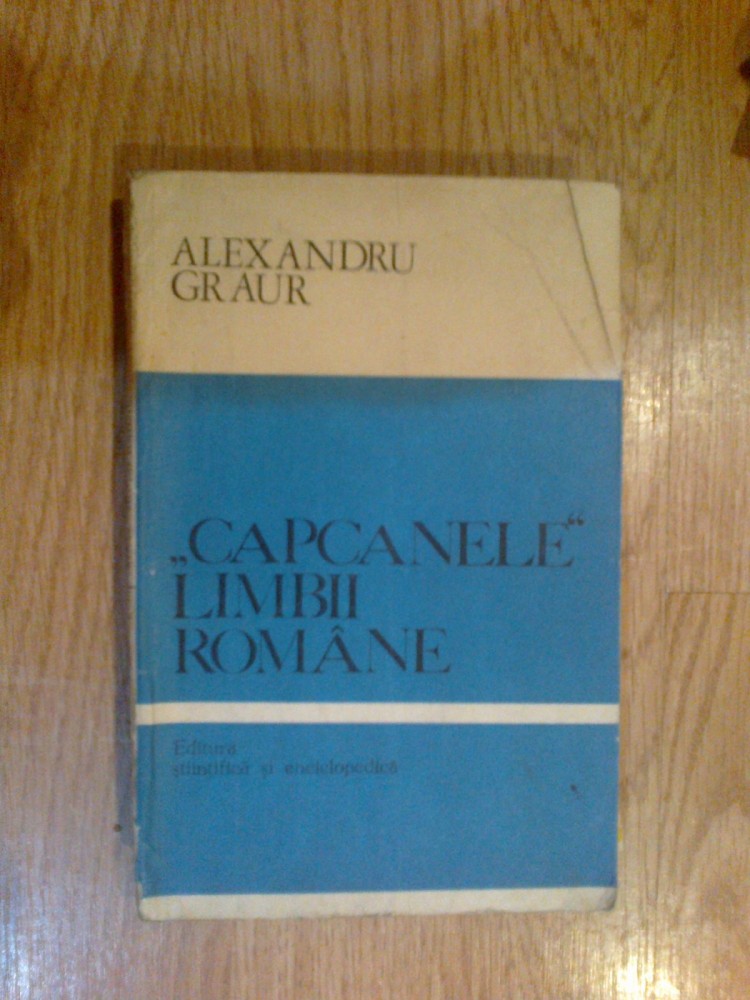 ALEXANDRU
GRAUR
„CAPCANELE“
LIMBII
ROMÂNE
Editura
științifică și enciclopedică